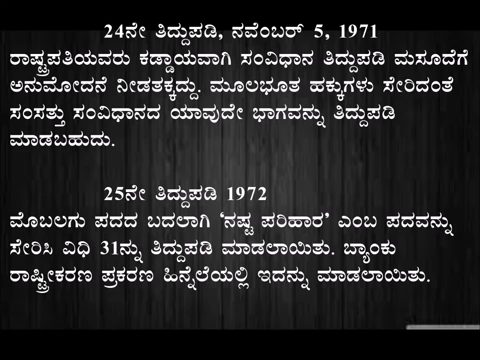 24ನೇ ತಿದ್ದುಪಡಿ, ನವೆಂಬರ್ 5, 1971
ರಾಷ್ಟ್ರಪತಿಯವರು ಕಡ್ಡಾಯವಾಗಿ ಸಂವಿಧಾನ ತಿದ್ದುಪಡಿ ಮಸೂದೆಗೆ
ಅನುಮೋದನೆ ನೀಡತಕ್ಕದ್ದು. ಮೂಲಭೂತ ಹಕ್ಕುಗಳು ಸೇರಿದಂತೆ
ಸಂಸತ್ತು ಸಂವಿಧಾನದ ಯಾವುದೇ ಭಾಗವನ್ನು ತಿದ್ದುಪಡಿ
ಮಾಡಬಹುದು.
25ನೇ ತಿದ್ದುಪಡಿ 1972
ಮೊಬಲಗು ಪದದ ಬದಲಾಗಿ ‘ನಷ್ಟ ಪರಿಹಾರ’ ಎಂಬ ಪದವನ್ನು
ಸೇರಿಸಿ ವಿಧಿ 31ನ್ನು ತಿದ್ದುಪಡಿ ಮಾಡಲಾಯಿತು. ಬ್ಯಾಂಕು
ರಾಷ್ಟ್ರೀಕರಣ ಪ್ರಕರಣ ಹಿನ್ನೆಲೆಯಲ್ಲಿ ಇದನ್ನು ಮಾಡಲಾಯಿತು.